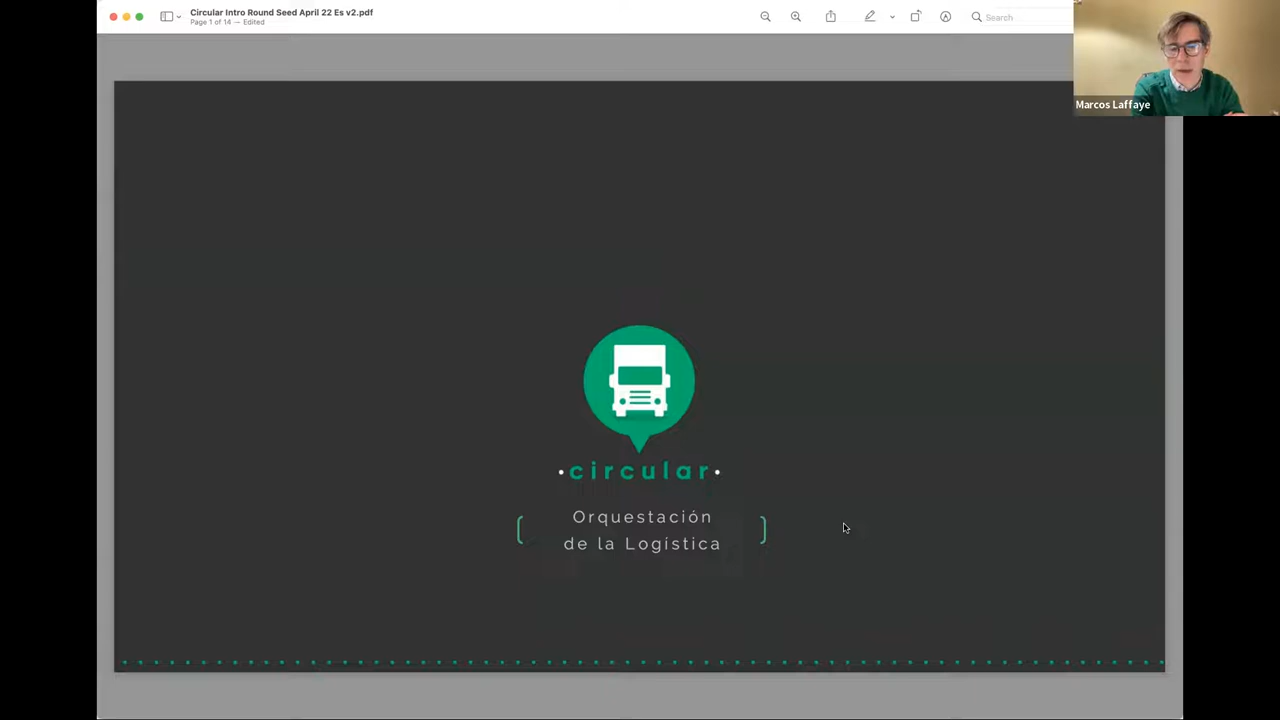 Circular Intro Round Seed April 22 Es v2.pdf
Page 1 of 14 — Edited
Search
Marcos Laffaye
•circular•
Orquestación
de la Logística